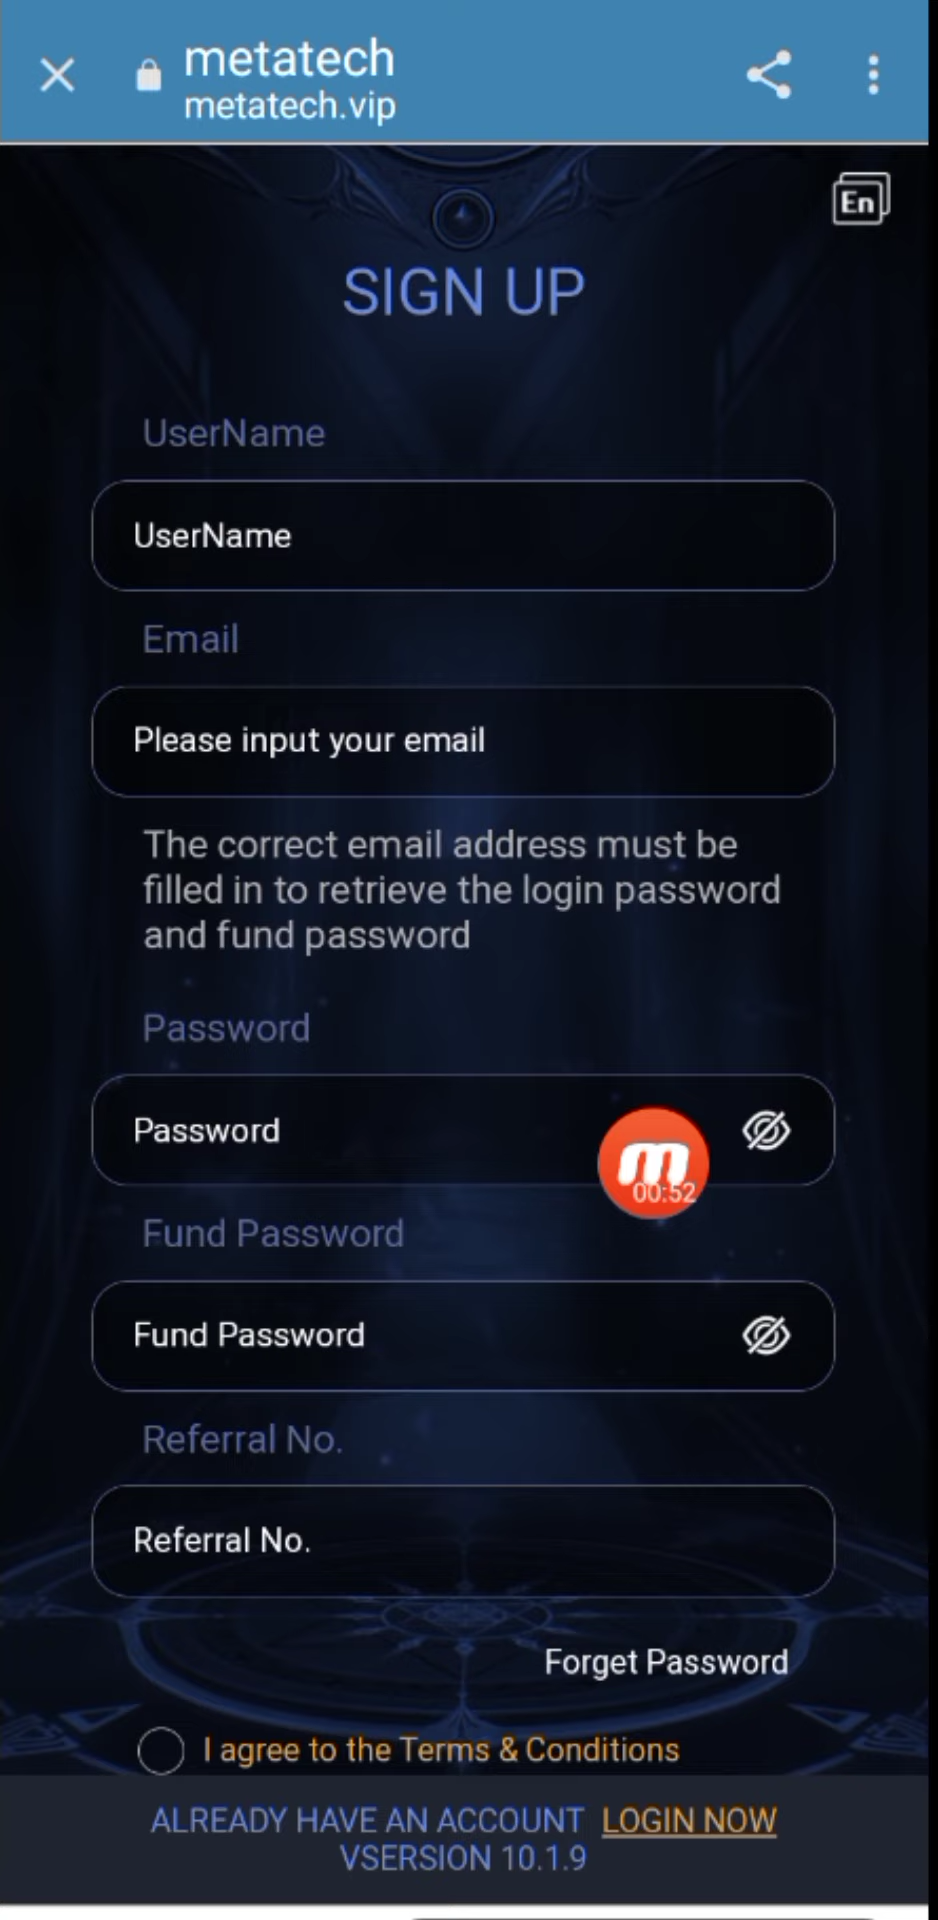 metatech
metatech.vip
En
SIGN UP
UserName
UserName
Email
Please input your email
The correct email address must be
filled in to retrieve the login password
and fund password
Password
Password
m
00:52
Fund Password
Fund Password
Referral No.
Referral No.
Forget Password
I agree to the Terms & Conditions
ALREADY HAVE AN ACCOUNT LOGIN NOW
VSERSION 10.1.9